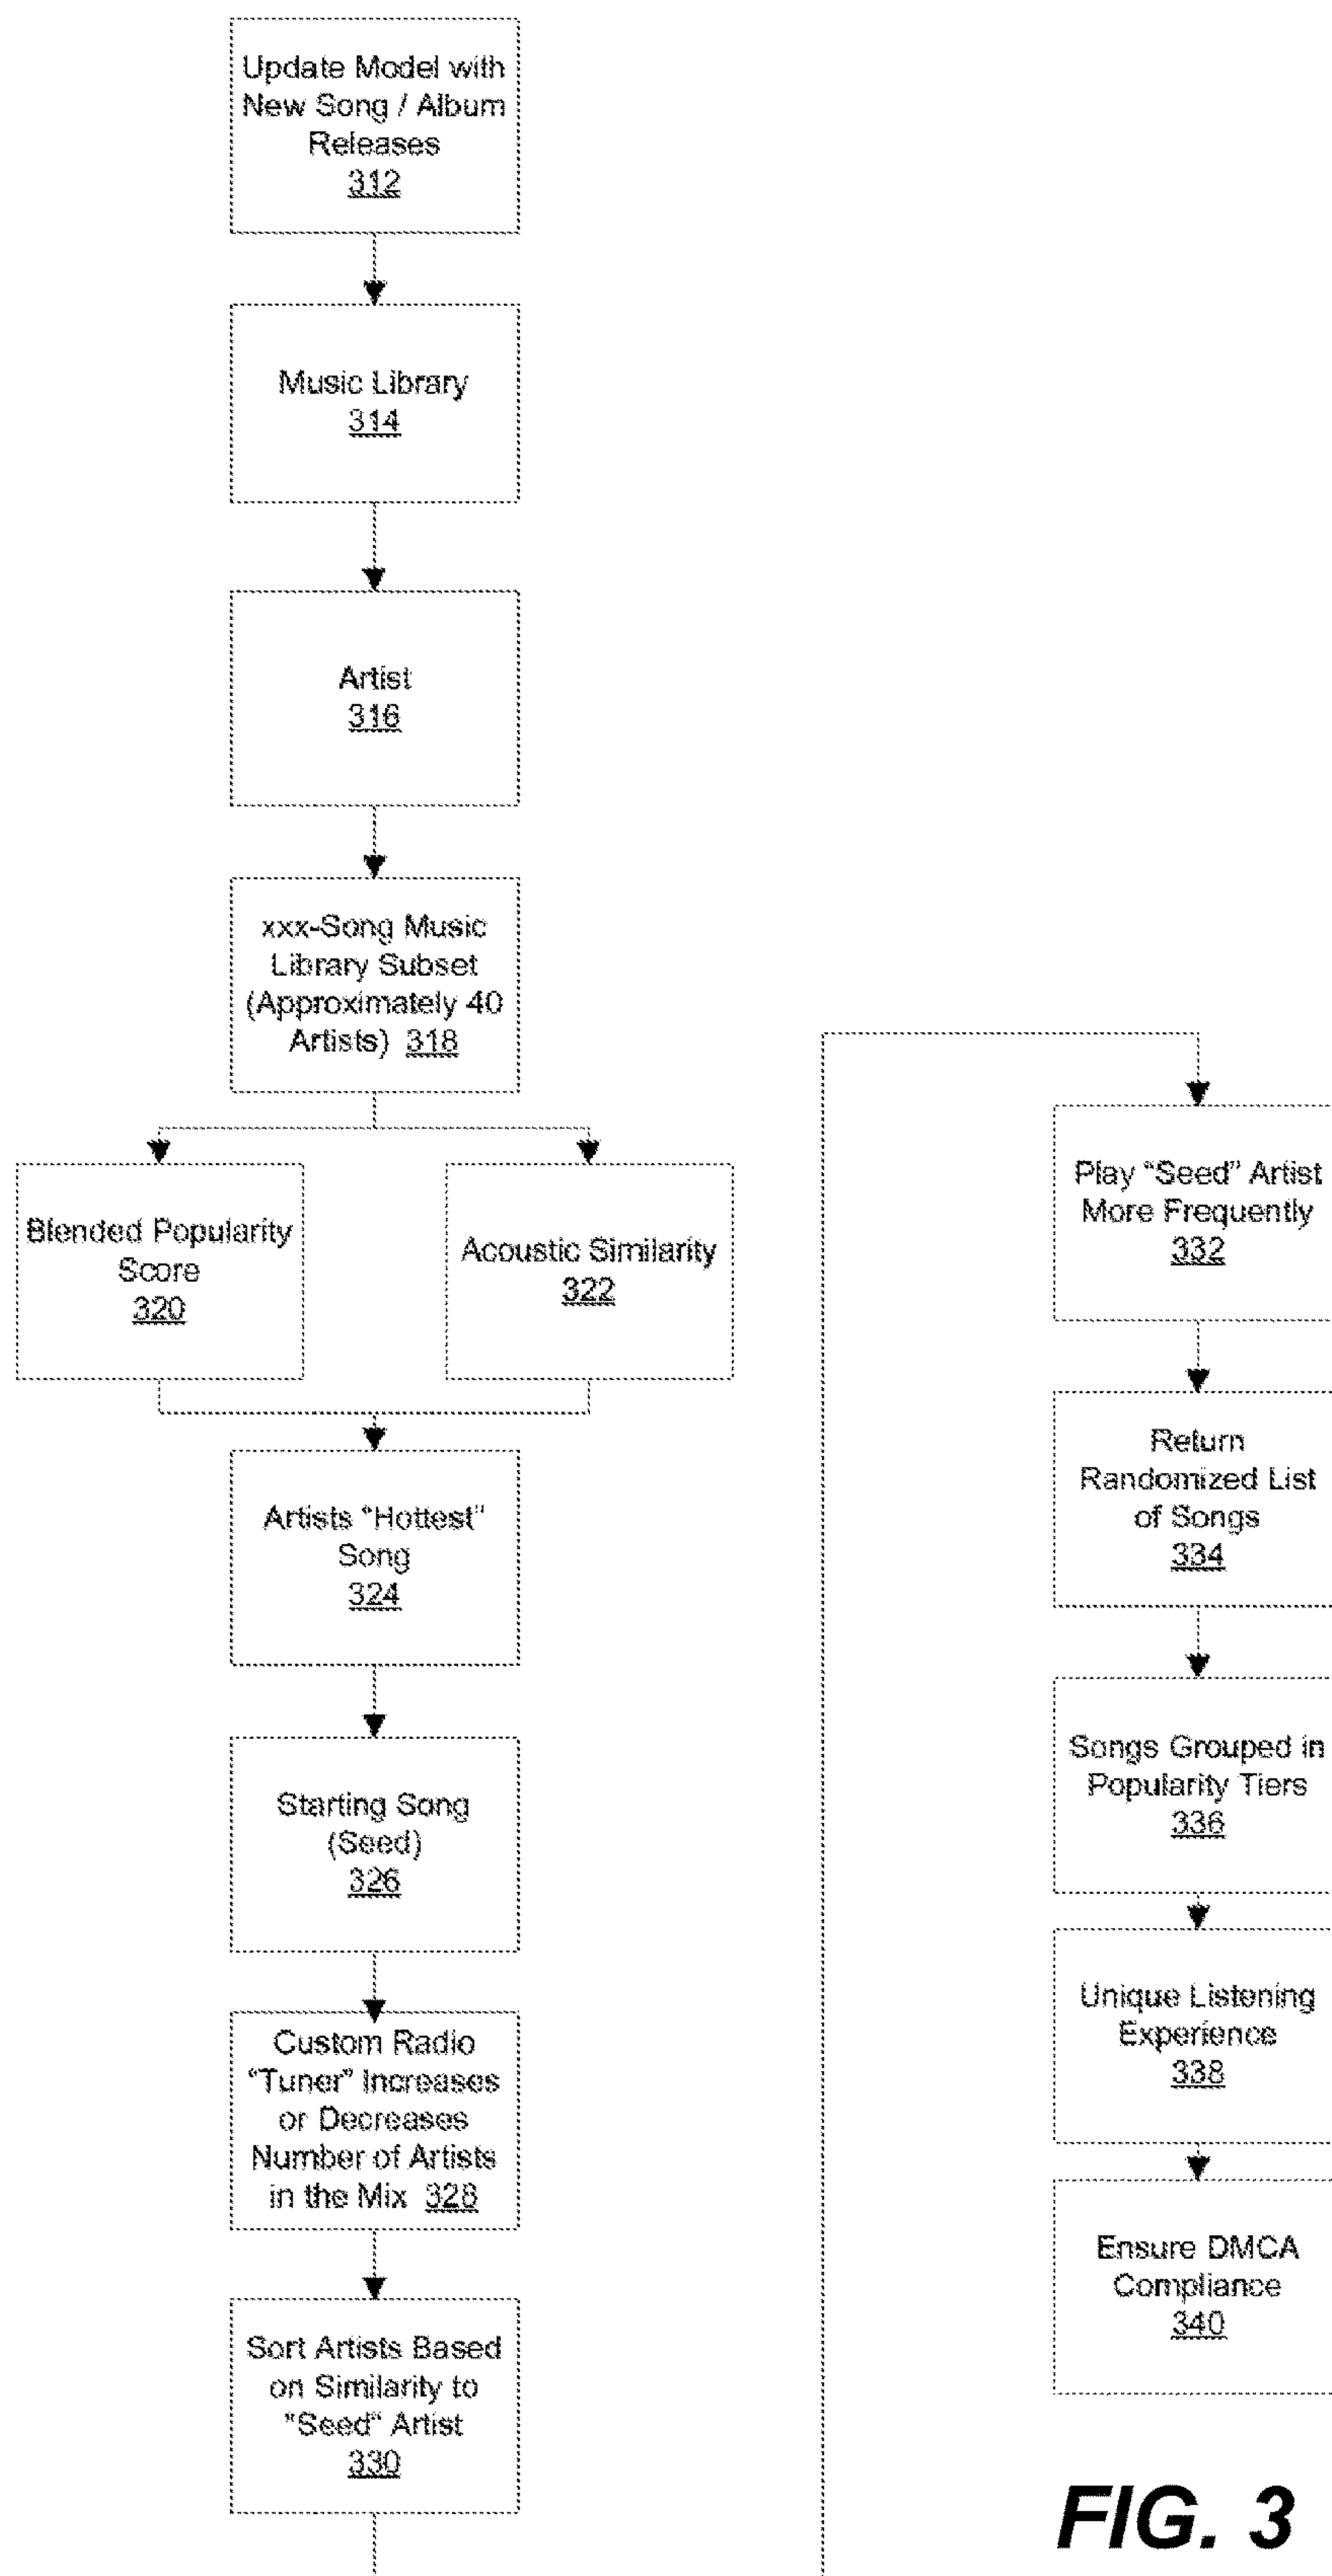 Update Model with
New Song / Album
Releases
312
Music Library
314
Artist
316
xxx-Song Music
Library Subset
(Approximately 40
Artists) 318
Blended Popularity
Score
320
Acoustic Similarity
322
Artists "Hottest"
Song
324
Starting Song
(Seed)
326
Custom Radio
"Tuner" Increases
or Decreases
Number of Artists
in the Mix 328
Sort Artists Based
on Similarity to
"Seed" Artist
330
Play "Seed" Artist
More Frequently
332
Return
Randomized List
of Songs
334
Songs Grouped in
Popularity Tiers
336
Unique Listening
Experience
338
Ensure DMCA
Compliance
340
FIG. 3